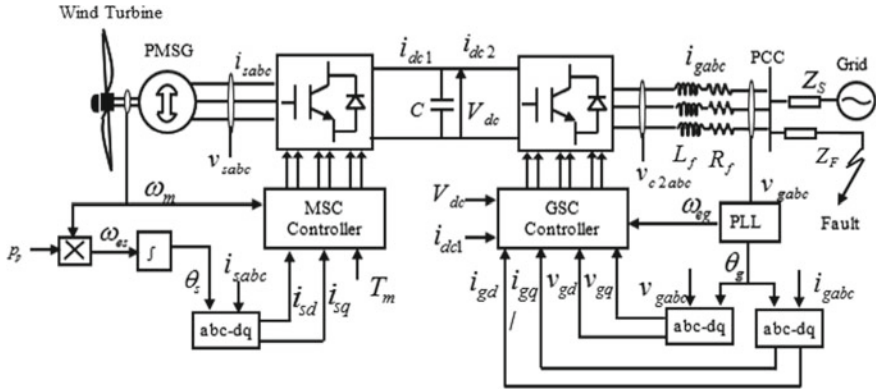 Wind Turbine
PMSG
i_sabc
v_sabc
i_dc1
i_dc2
C
V_dc
i_gabc
PCC
Z_S
Grid
L_f
R_f
v_c2abc
Z_F
v_gabc
Fault
ω_m
MSC
Controller
V_dc
i_dc1
GSC
Controller
ω_eg
PLL
p_p
ω_es
∫
θ_s
i_sabc
i_sd
i_sq
T_m
abc-dq
i_gd
i_gq
/
v_gd
v_gq
v_gabc
θ_g
i_gabc
abc-dq
abc-dq